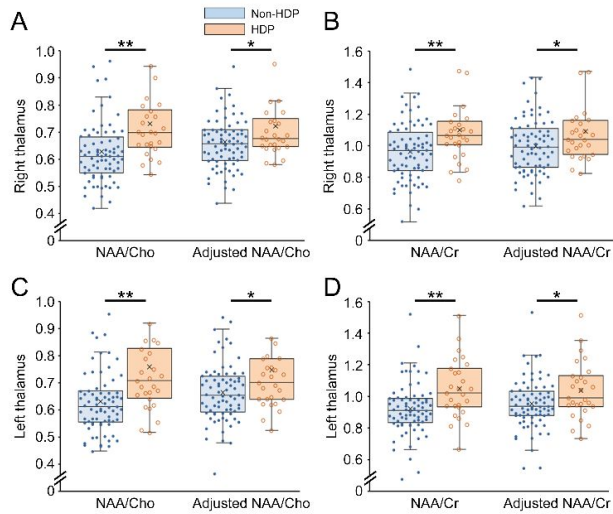 Non-HDP
HDP
A
**
*
1.0
0.9
0.8
0.7
0.6
0.5
0.4
0
Right thalamus
NAA/Cho
Adjusted NAA/Cho
B
**
*
1.6
1.4
1.2
1.0
0.8
0.6
0
Right thalamus
NAA/Cr
Adjusted NAA/Cr
C
**
*
1.0
0.9
0.8
0.7
0.6
0.5
0.4
0
Left thalamus
NAA/Cho
Adjusted NAA/Cho
D
**
*
1.6
1.4
1.2
1.0
0.8
0.6
0
Left thalamus
NAA/Cr
Adjusted NAA/Cr